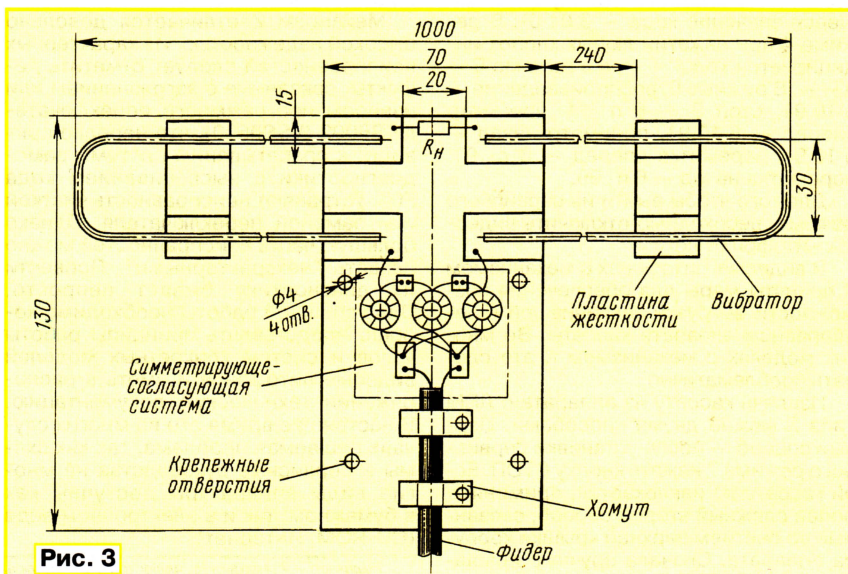 1000
70
240
20
15
130
Rн
30
Ф4
4 отв.
Пластина
жесткости
Вибратор
Симметрирующе-
согласующая
система
Крепежные
отверстия
Хомут
Фидер
Рис. 3